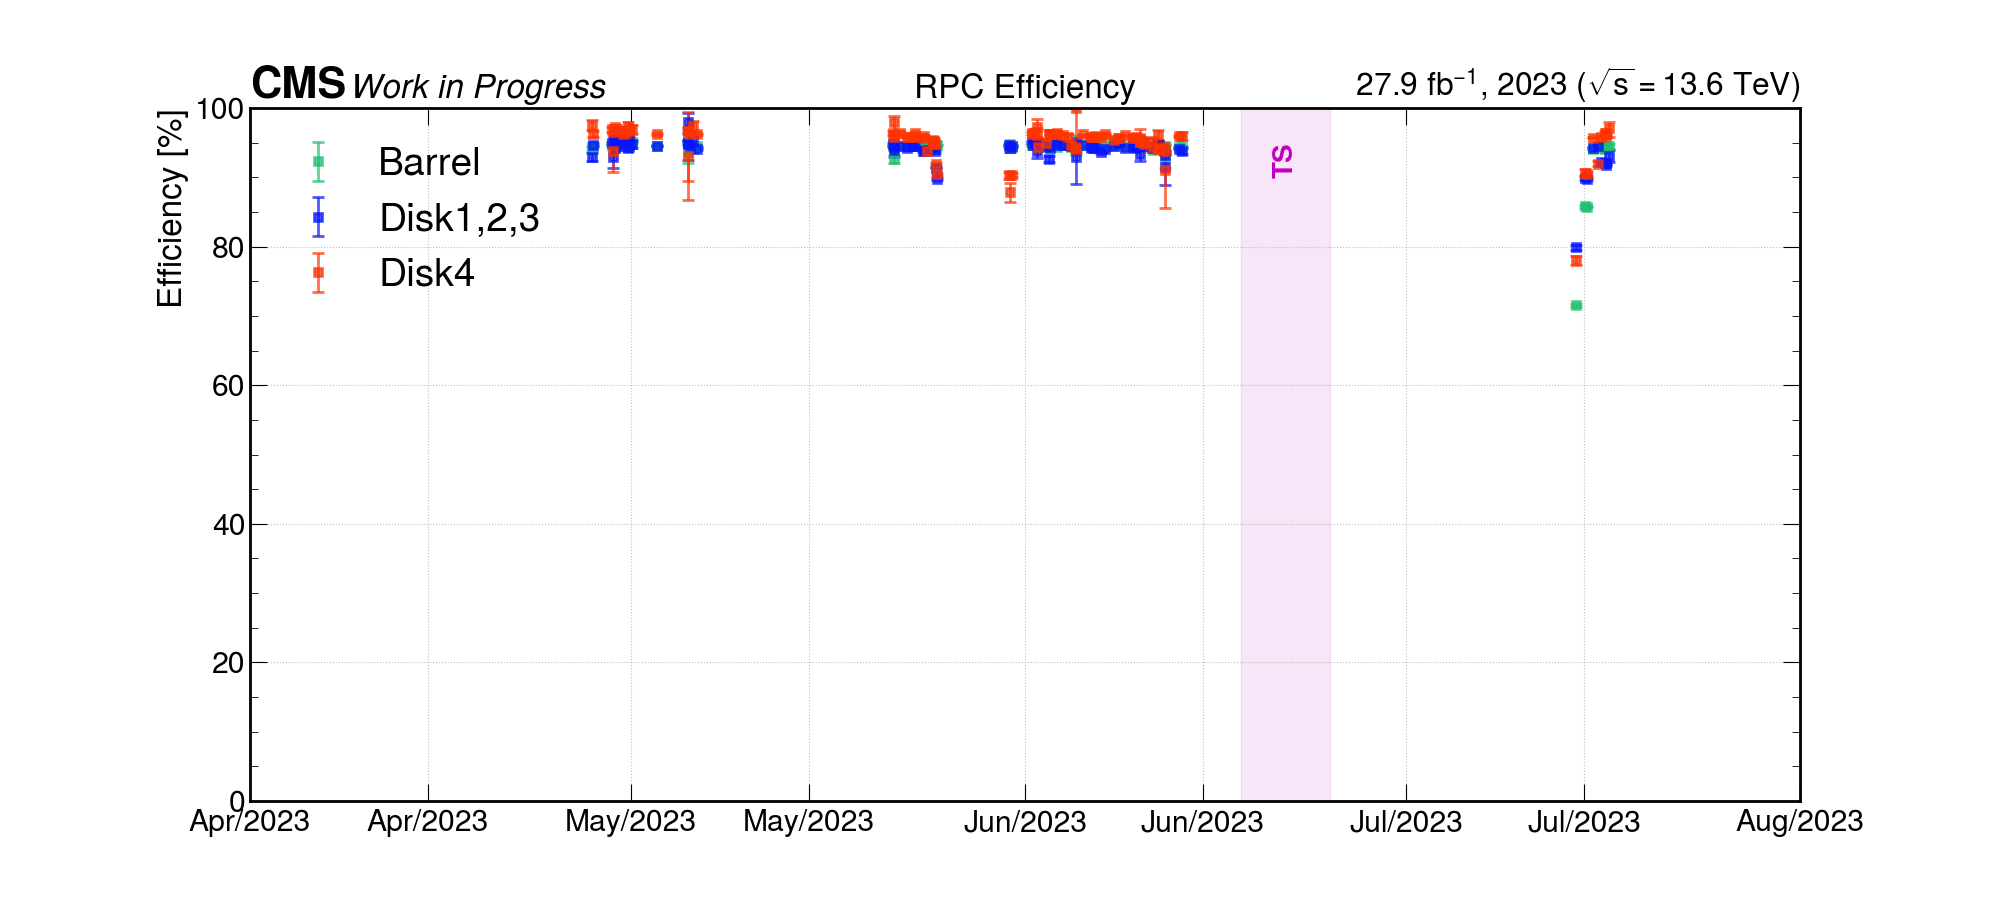 CMS Work in Progress RPC Efficiency 27.9 fb⁻¹, 2023 (√s = 13.6 TeV)
Efficiency [%]
100
80
60
40
20
0
Barrel
Disk1,2,3
Disk4
TS
Apr/2023 Apr/2023 May/2023 May/2023 Jun/2023 Jun/2023 Jul/2023 Jul/2023 Aug/2023